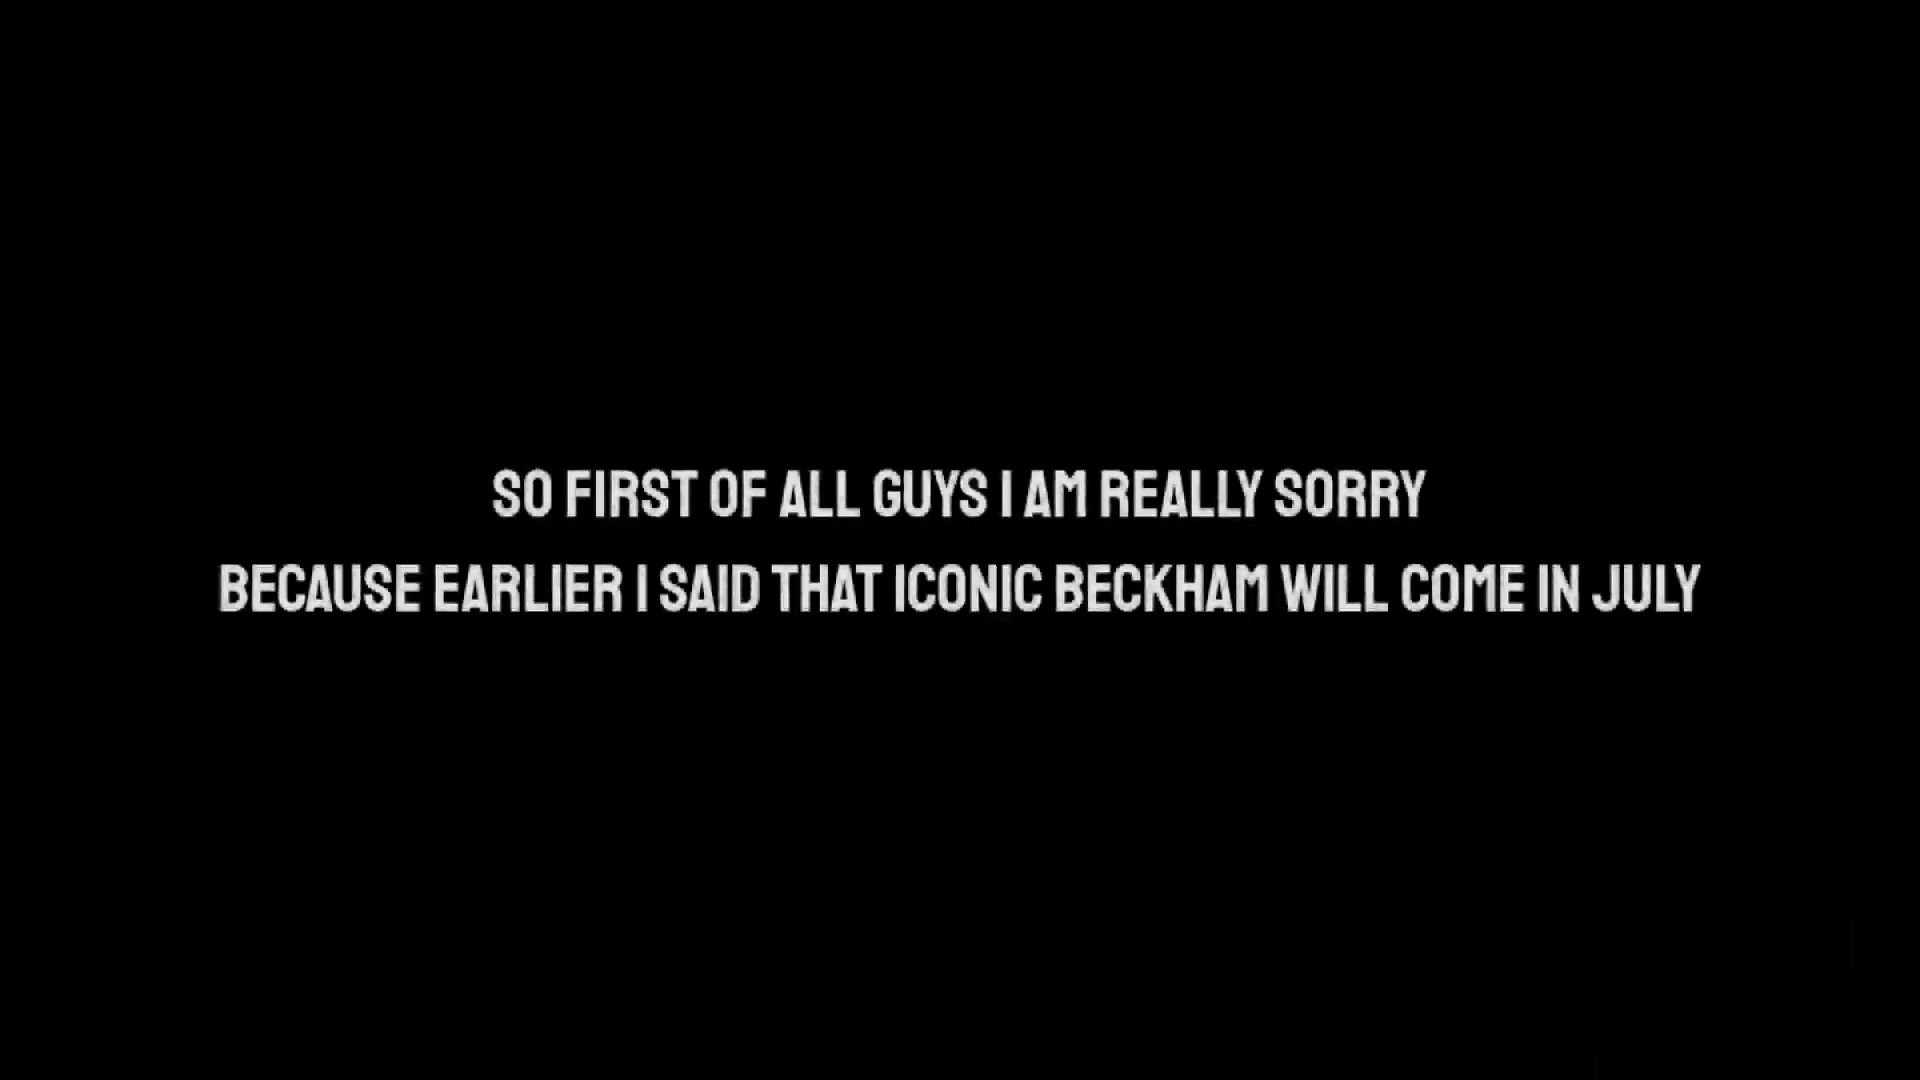 SO FIRST OF ALL GUYS I AM REALLY SORRY
BECAUSE EARLIER I SAID THAT ICONIC BECKHAM WILL COME IN JULY